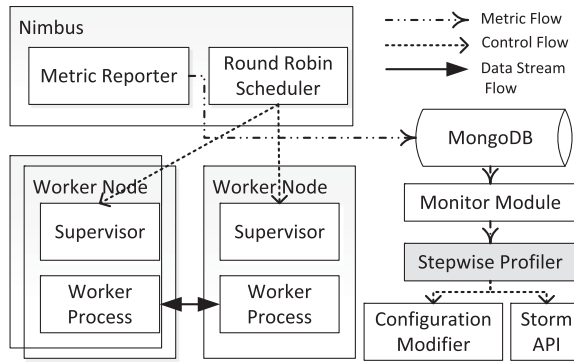 Nimbus
Metric Reporter
Round Robin
Scheduler
Metric Flow
Control Flow
Data Stream
Flow
MongoDB
Worker Node
Worker Node
Monitor Module
Supervisor
Supervisor
Stepwise Profiler
Worker
Process
Worker
Process
Configuration
Modifier
Storm
API